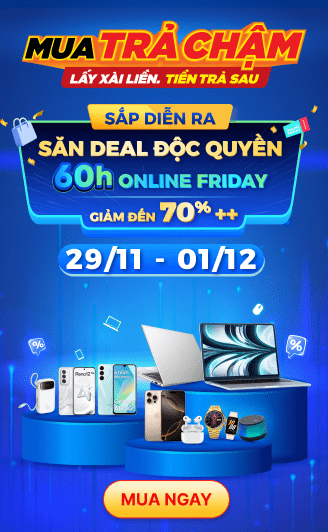 MUA TRẢ CHẬM
LẤY XÀI LIỀN. TIỀN TRẢ SAU
SẮP DIỄN RA
SĂN DEAL ĐỘC QUYỀN
60h ONLINE FRIDAY
GIẢM ĐẾN 70% ++
29/11 - 01/12
Reno12
%
%
MUA NGAY